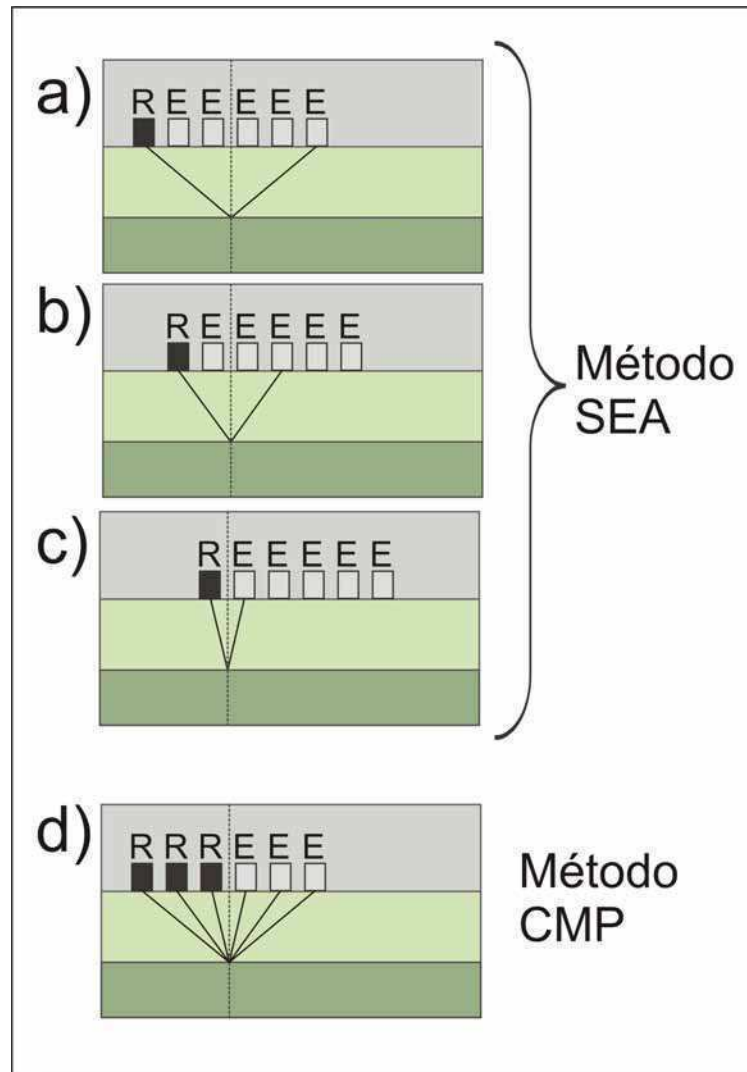 a)
R E E E E E
b)
R E E E E E
c)
R E E E E E
Método
SEA
d)
R R R E E E
Método
CMP